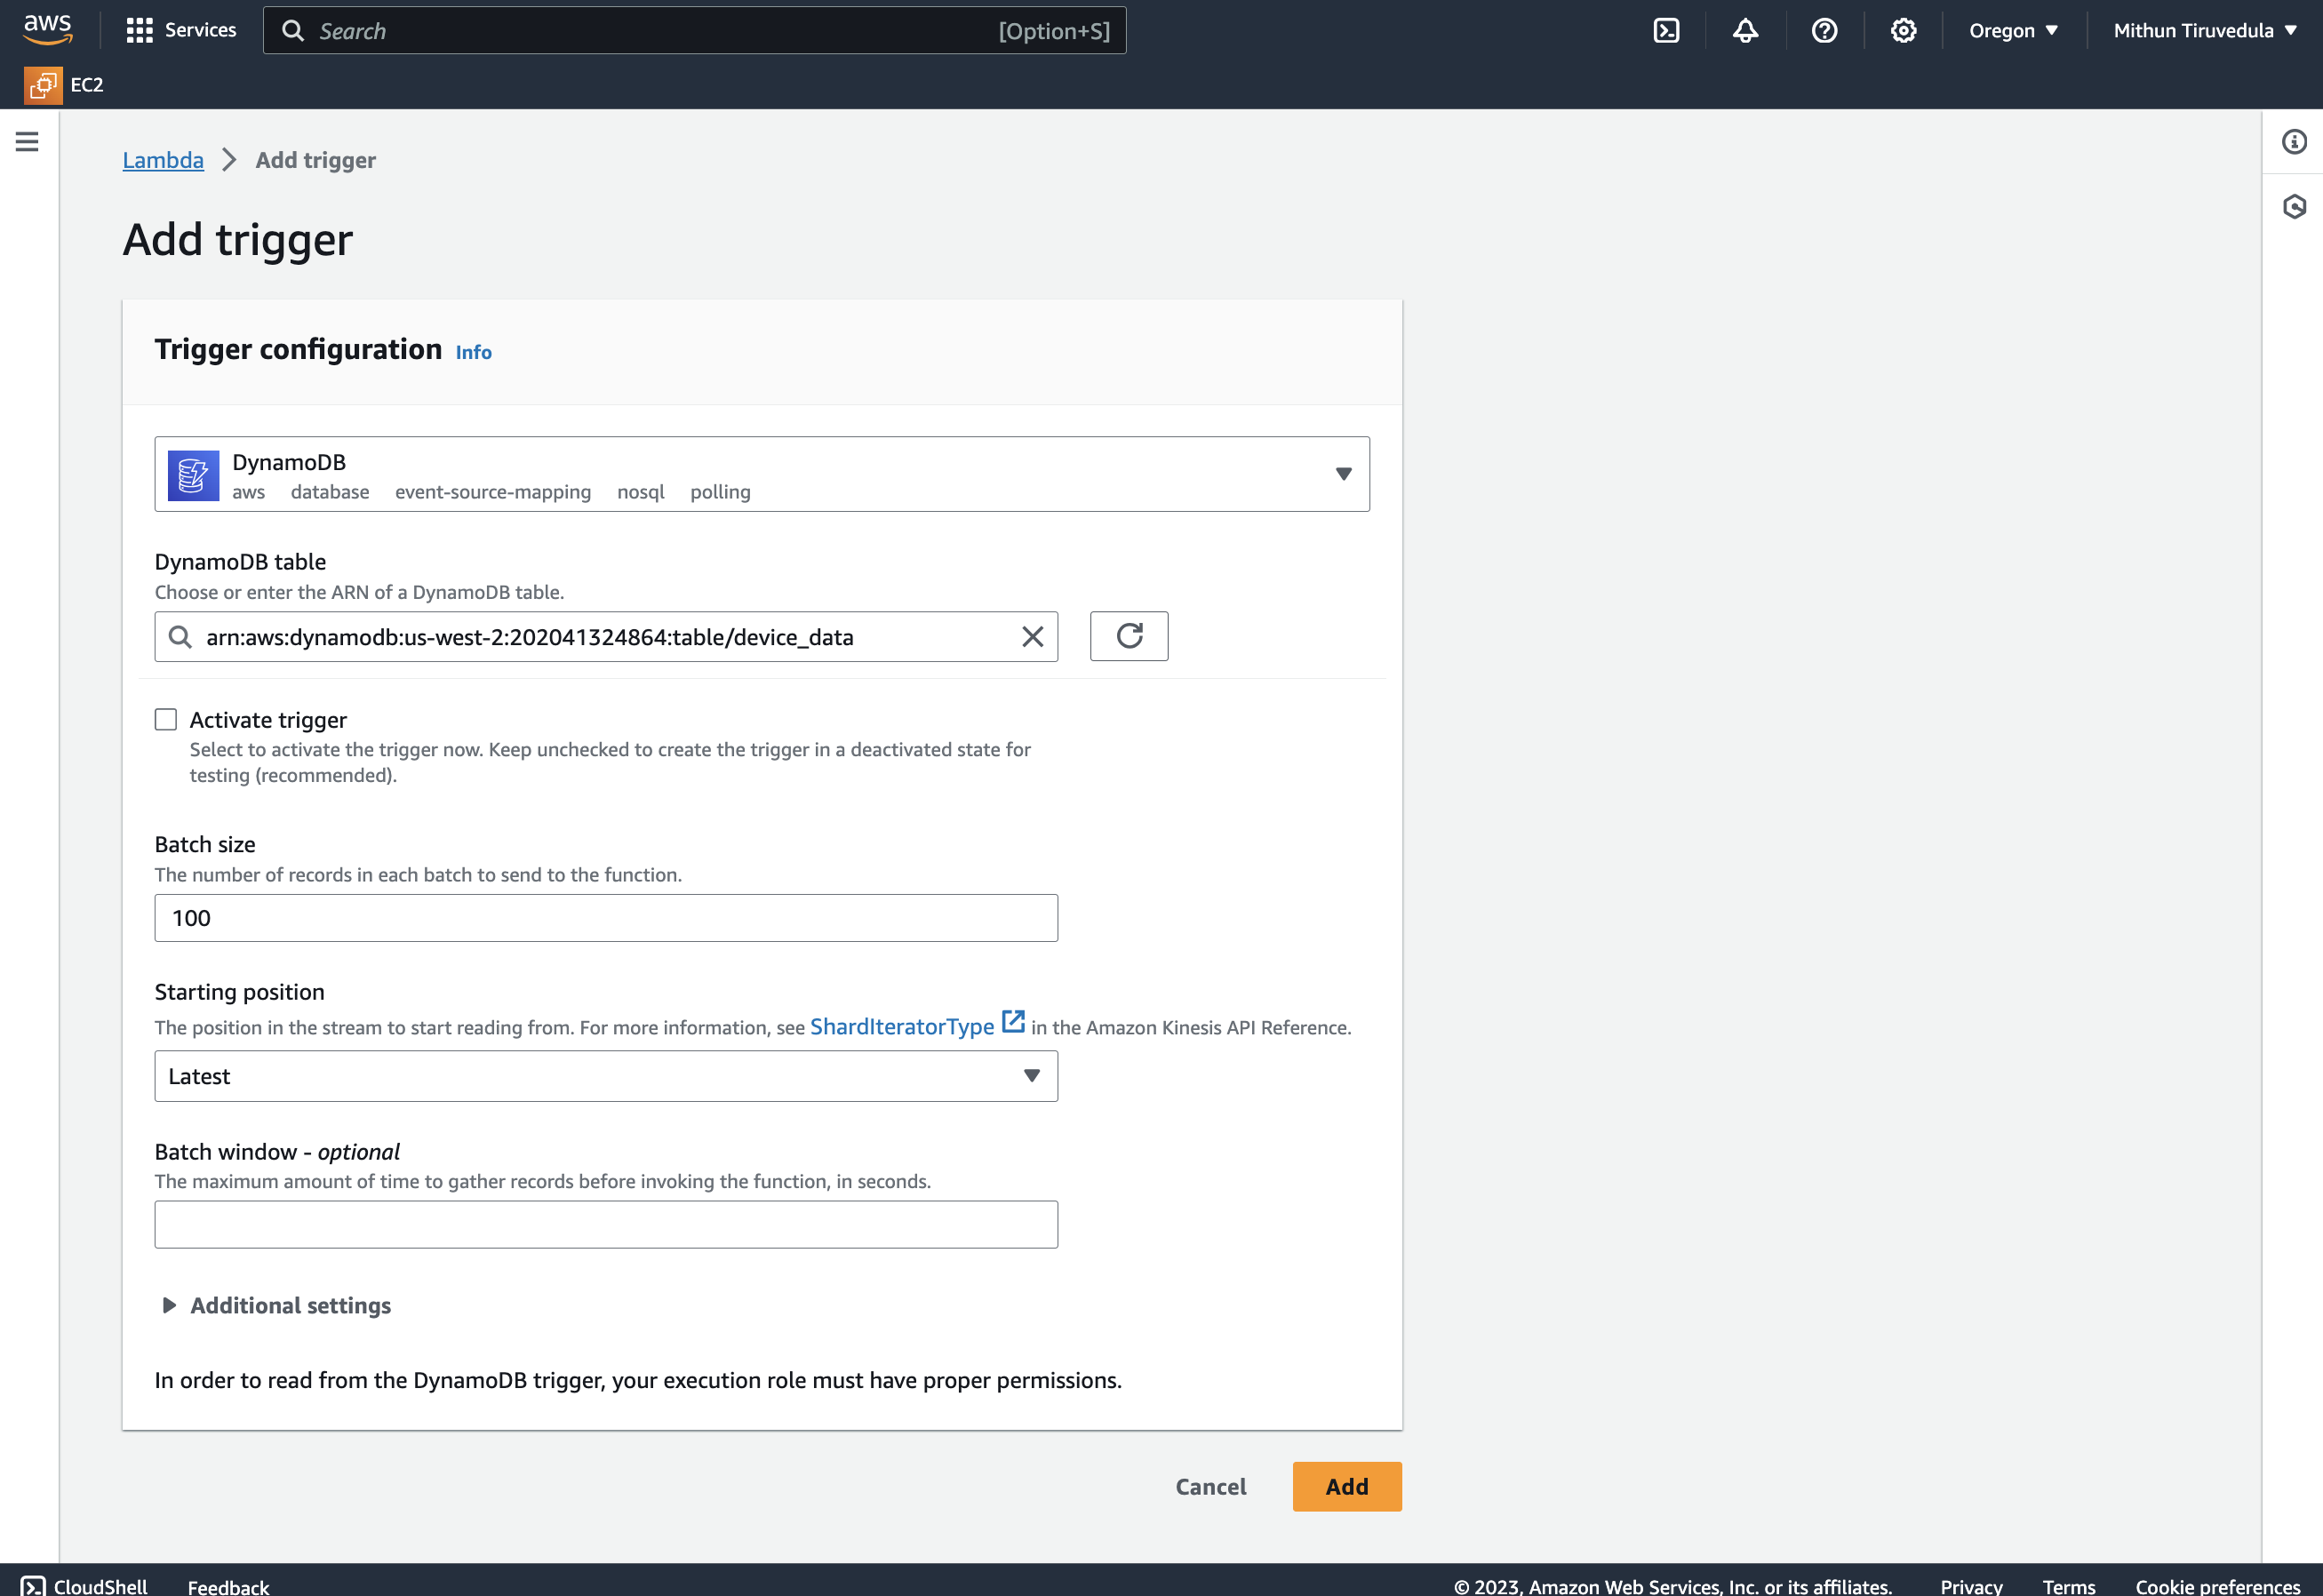 aws
Services
Search
[Option+S]
Oregon
Mithun Tiruvedula
EC2
Lambda
Add trigger
Add trigger
Trigger configuration Info
DynamoDB
aws database event-source-mapping nosql polling
DynamoDB table
Choose or enter the ARN of a DynamoDB table.
arn:aws:dynamodb:us-west-2:202041324864:table/device_data
Activate trigger
Select to activate the trigger now. Keep unchecked to create the trigger in a deactivated state for
testing (recommended).
Batch size
The number of records in each batch to send to the function.
100
Starting position
The position in the stream to start reading from. For more information, see ShardIteratorType in the Amazon Kinesis API Reference.
Latest
Batch window - optional
The maximum amount of time to gather records before invoking the function, in seconds.
Additional settings
In order to read from the DynamoDB trigger, your execution role must have proper permissions.
Cancel
Add
CloudShell
Feedback
© 2023, Amazon Web Services, Inc. or its affiliates.
Privacy
Terms
Cookie preferences